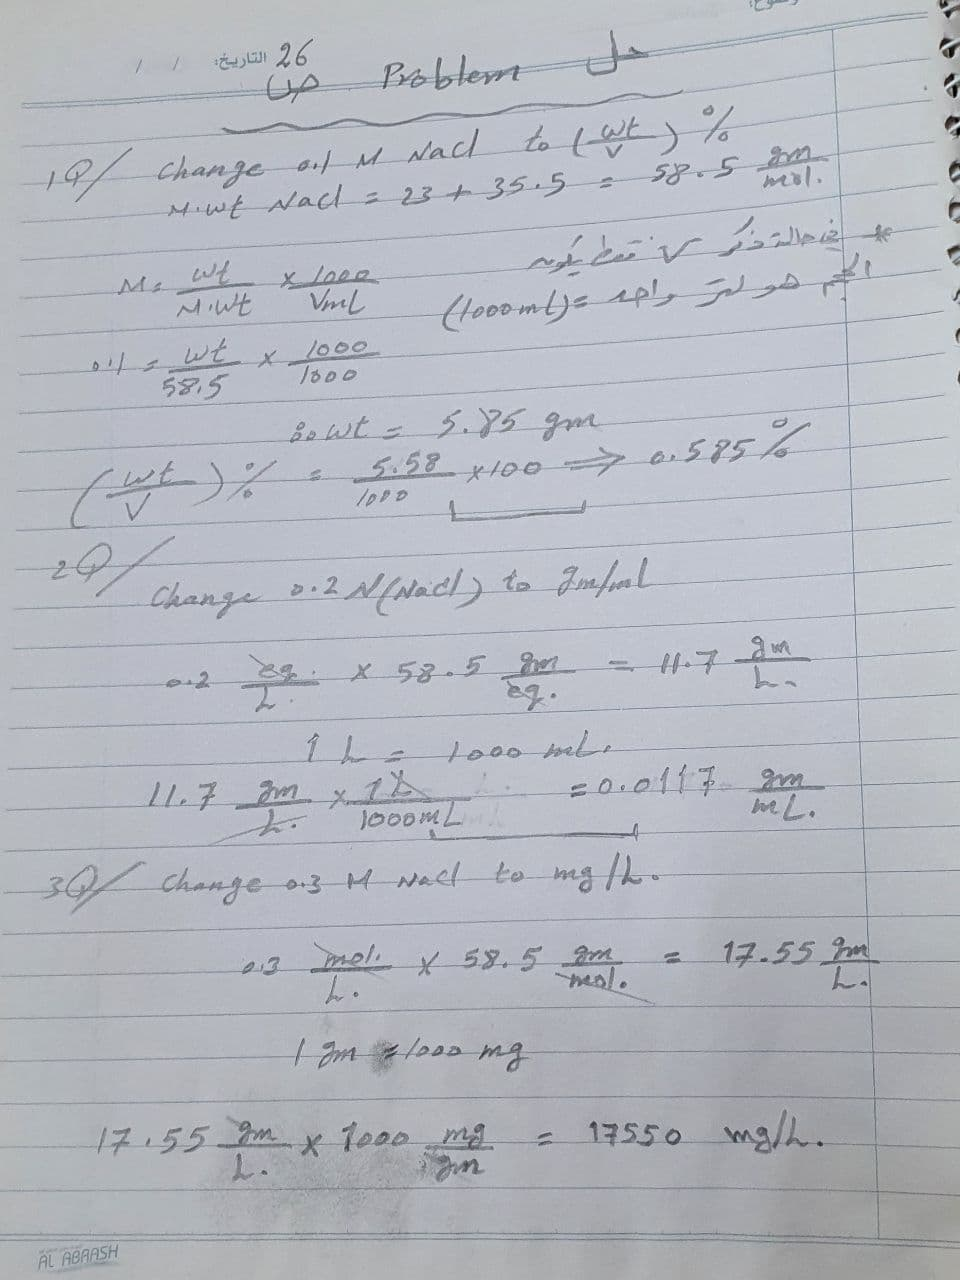 التاريخ: / /
حل Problem ص 26
1Q/ Change 0.1 M Nacl to (wt/V) %
M.wt Nacl = 23 + 35.5 = 58.5 gm/mol.
* في حالة ذكر M فقط يكون
الحجم هو لتر واحد = (1000ml)
M = wt/M.wt × 1000/VmL
0.1 = wt/58.5 × 1000/1000
∴ wt = 5.85 gm
(wt/V) % = 5.58/1000 × 100 ⇒ 0.585 %
2Q/
Change 0.2 N (Nacl) to gm/ml
0.2 eq./L. × 58.5 gm/eq. = 11.7 gm/L.
1 L = 1000 mL.
11.7 gm/L. × 1L/1000mL = 0.0117 gm/mL.
3Q/ Change 0.3 M Nacl to mg/L.
0.3 mol./L. × 58.5 gm/mol. = 17.55 gm/L.
1 gm = 1000 mg
17.55 gm/L. × 1000 mg/gm = 17550 mg/L.
AL ABAASH